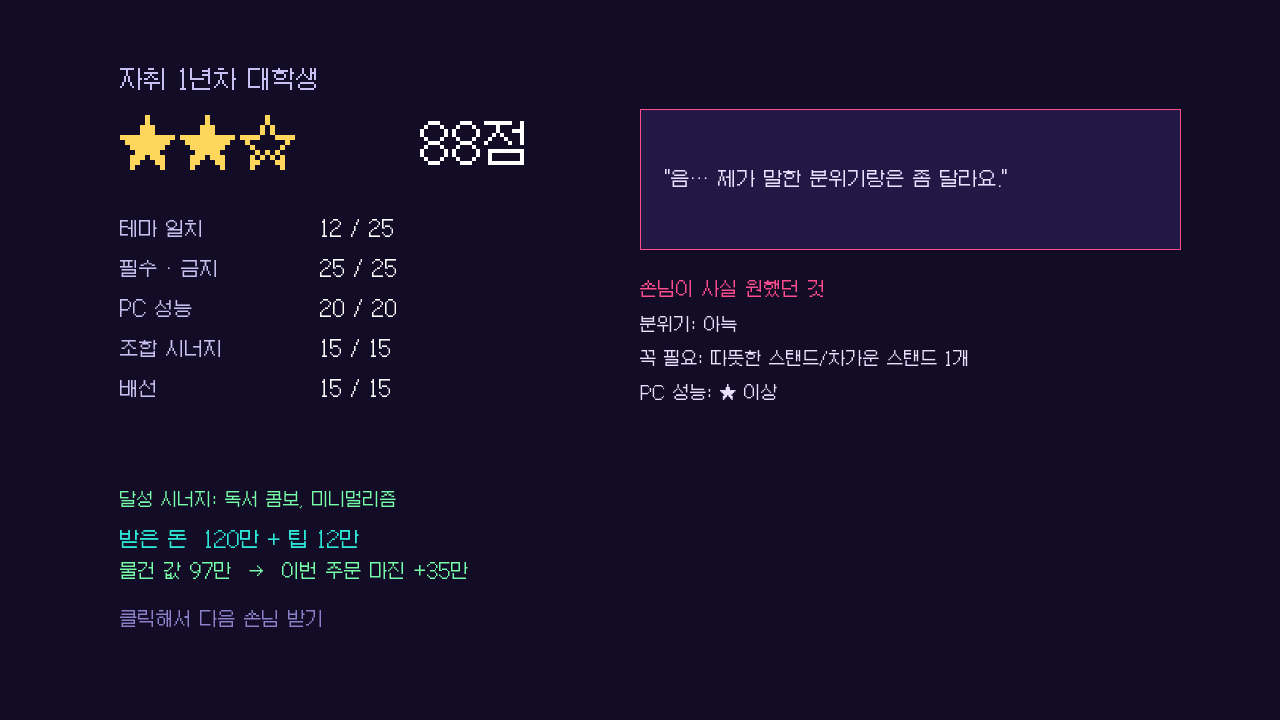 자취 1년차 대학생
88점
테마 일치 12 / 25
필수 · 금지 25 / 25
PC 성능 20 / 20
조합 시너지 15 / 15
배선 15 / 15
달성 시너지: 독서 콤보, 미니멀리즘
받은 돈 120만 + 팁 12만
물건 값 97만 → 이번 주문 마진 +35만
클릭해서 다음 손님 받기
"음… 제가 말한 분위기랑은 좀 달라요."
손님이 사실 원했던 것
분위기: 아늑
꼭 필요: 따뜻한 스탠드/차가운 스탠드 1개
PC 성능: ★ 이상